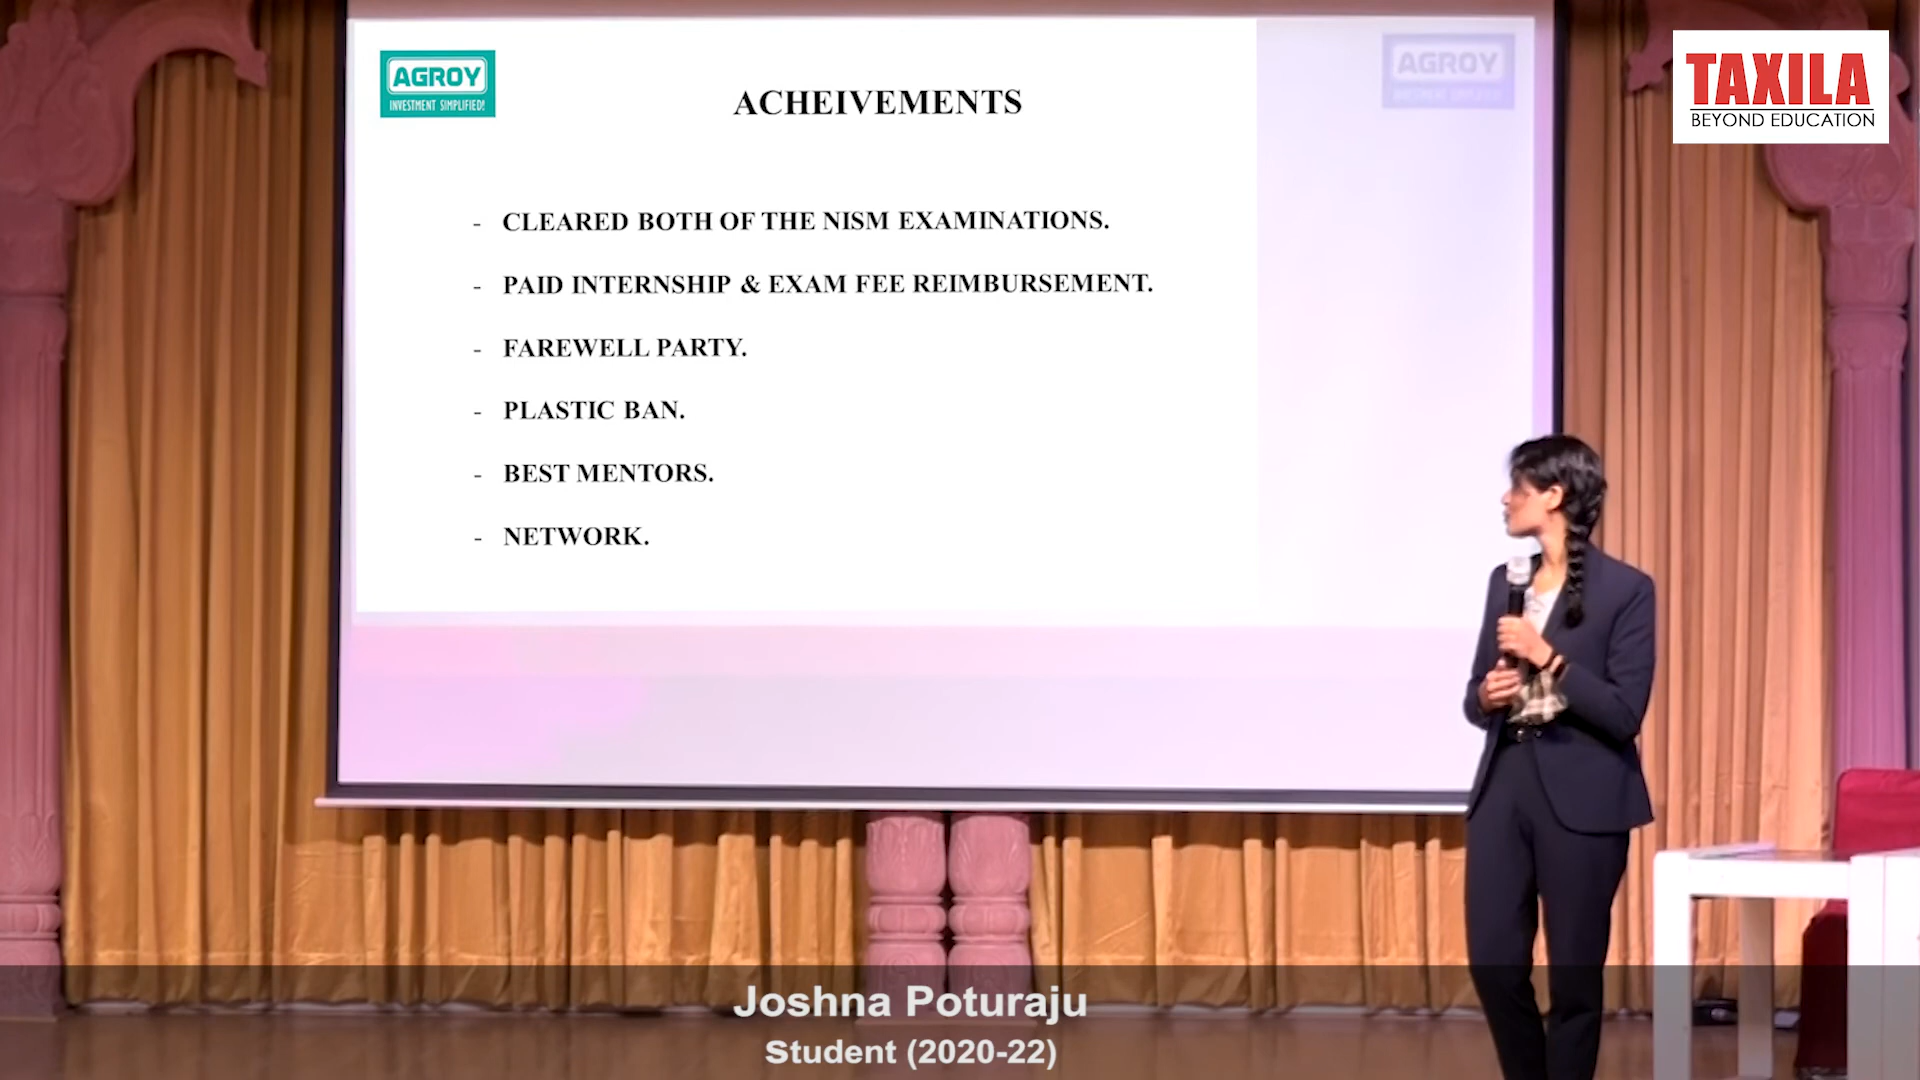 AGROY
INVESTMENT SIMPLIFIED!
AGROY
TAXILA
BEYOND EDUCATION
ACHEIVEMENTS
- CLEARED BOTH OF THE NISM EXAMINATIONS.
- PAID INTERNSHIP & EXAM FEE REIMBURSEMENT.
- FAREWELL PARTY.
- PLASTIC BAN.
- BEST MENTORS.
- NETWORK.
Joshna Poturaju
Student (2020-22)